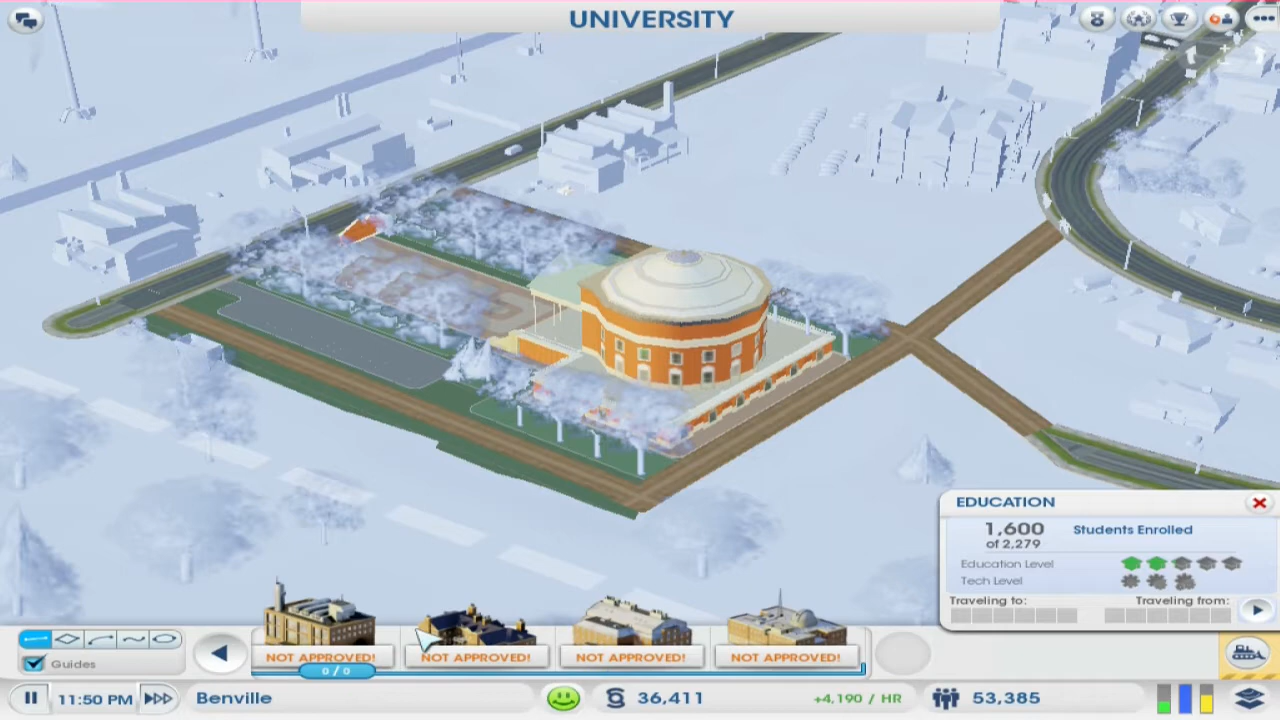 UNIVERSITY
EDUCATION
1,600
of 2,279
Students Enrolled
Education Level
Tech Level
Traveling to:
Traveling from:
NOT APPROVED!
NOT APPROVED!
NOT APPROVED!
NOT APPROVED!
0 / 0
Guides
11:50 PM
Benville
36,411
+4,190 / HR
53,385